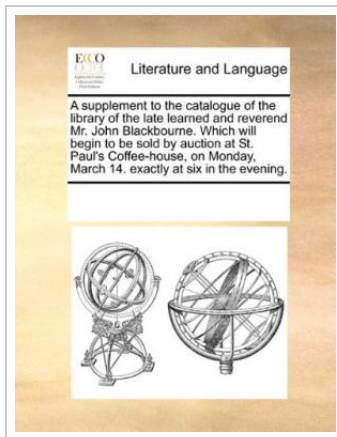 ECCO
Literature and Language
A supplement to the catalogue of the
library of the late learned and reverend
Mr. John Blackbourne. Which will
begin to be sold by auction at St.
Paul's Coffee-house, on Monday,
March 14. exactly at six in the evening.